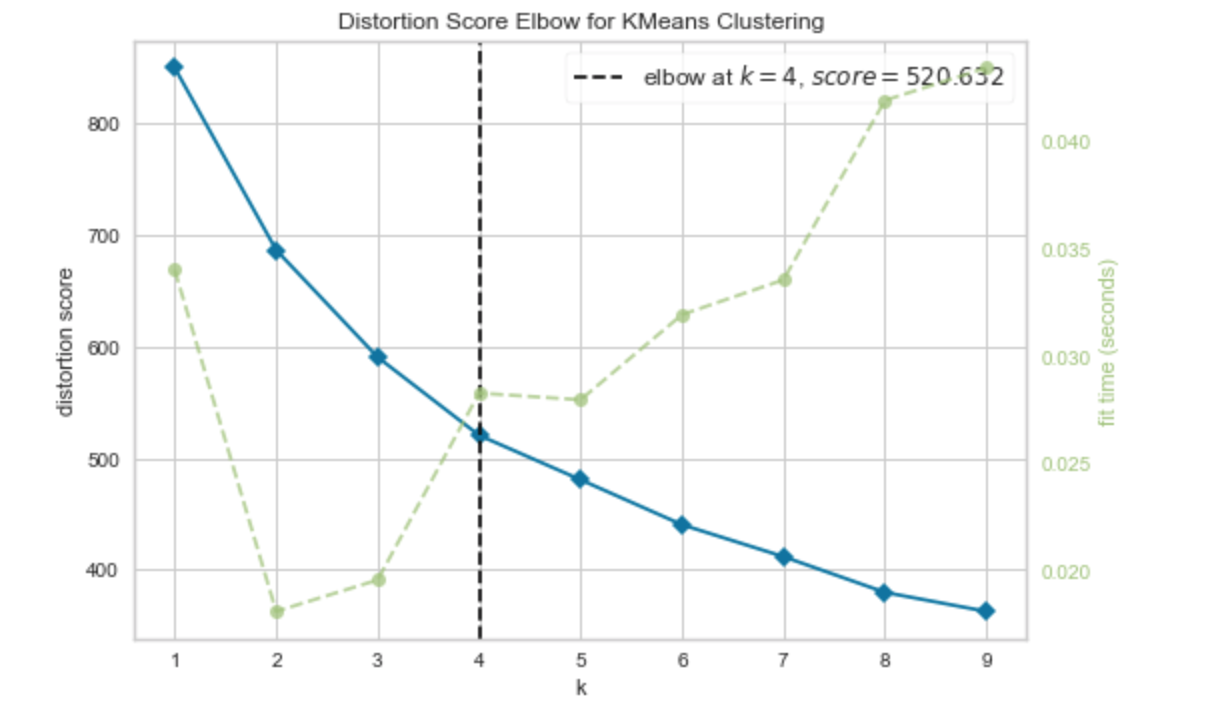 Distortion Score Elbow for KMeans Clustering
elbow at k = 4, score = 520.632
distortion score
800
700
600
500
400
0.040
0.035
0.030
0.025
0.020
fit time (seconds)
1 2 3 4 5 6 7 8 9
k